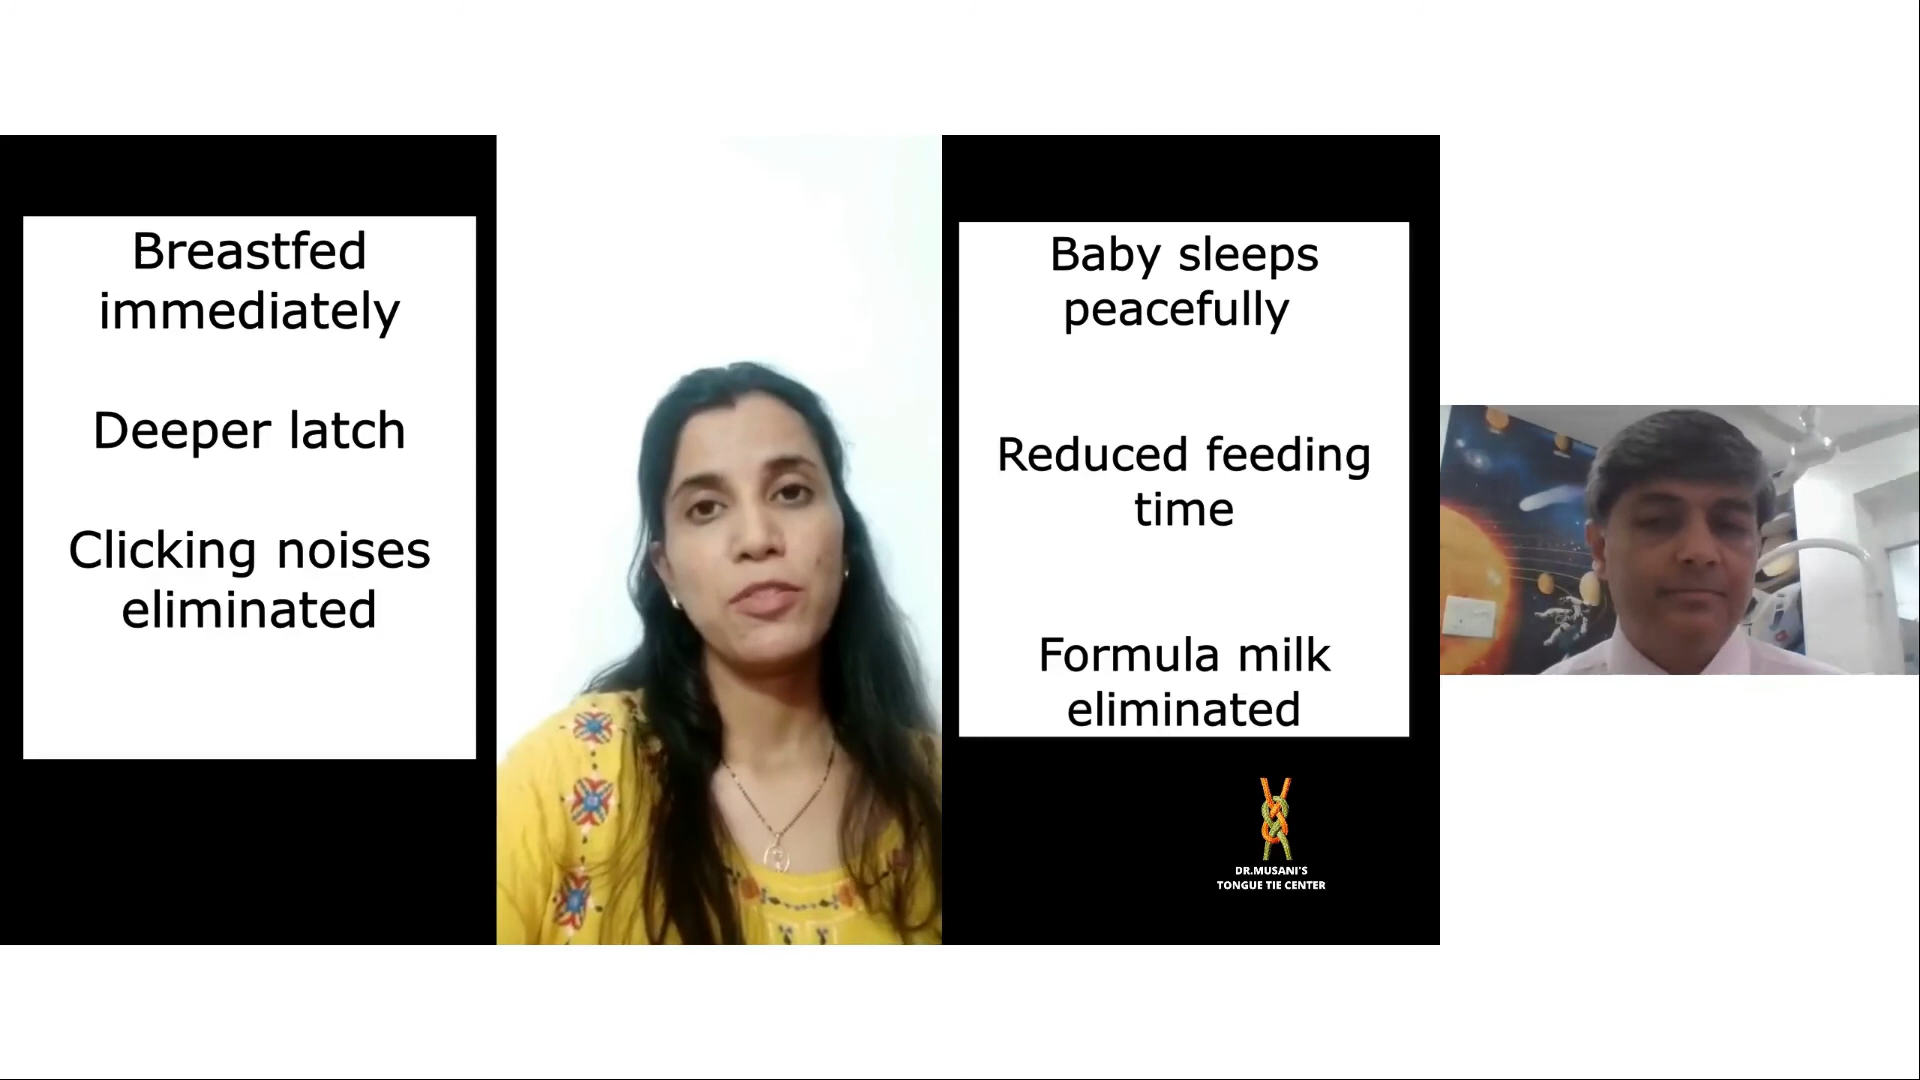 Breastfed
immediately
Deeper latch
Clicking noises
eliminated
Baby sleeps
peacefully
Reduced feeding
time
Formula milk
eliminated
DR.MUSANI'S
TONGUE TIE CENTER